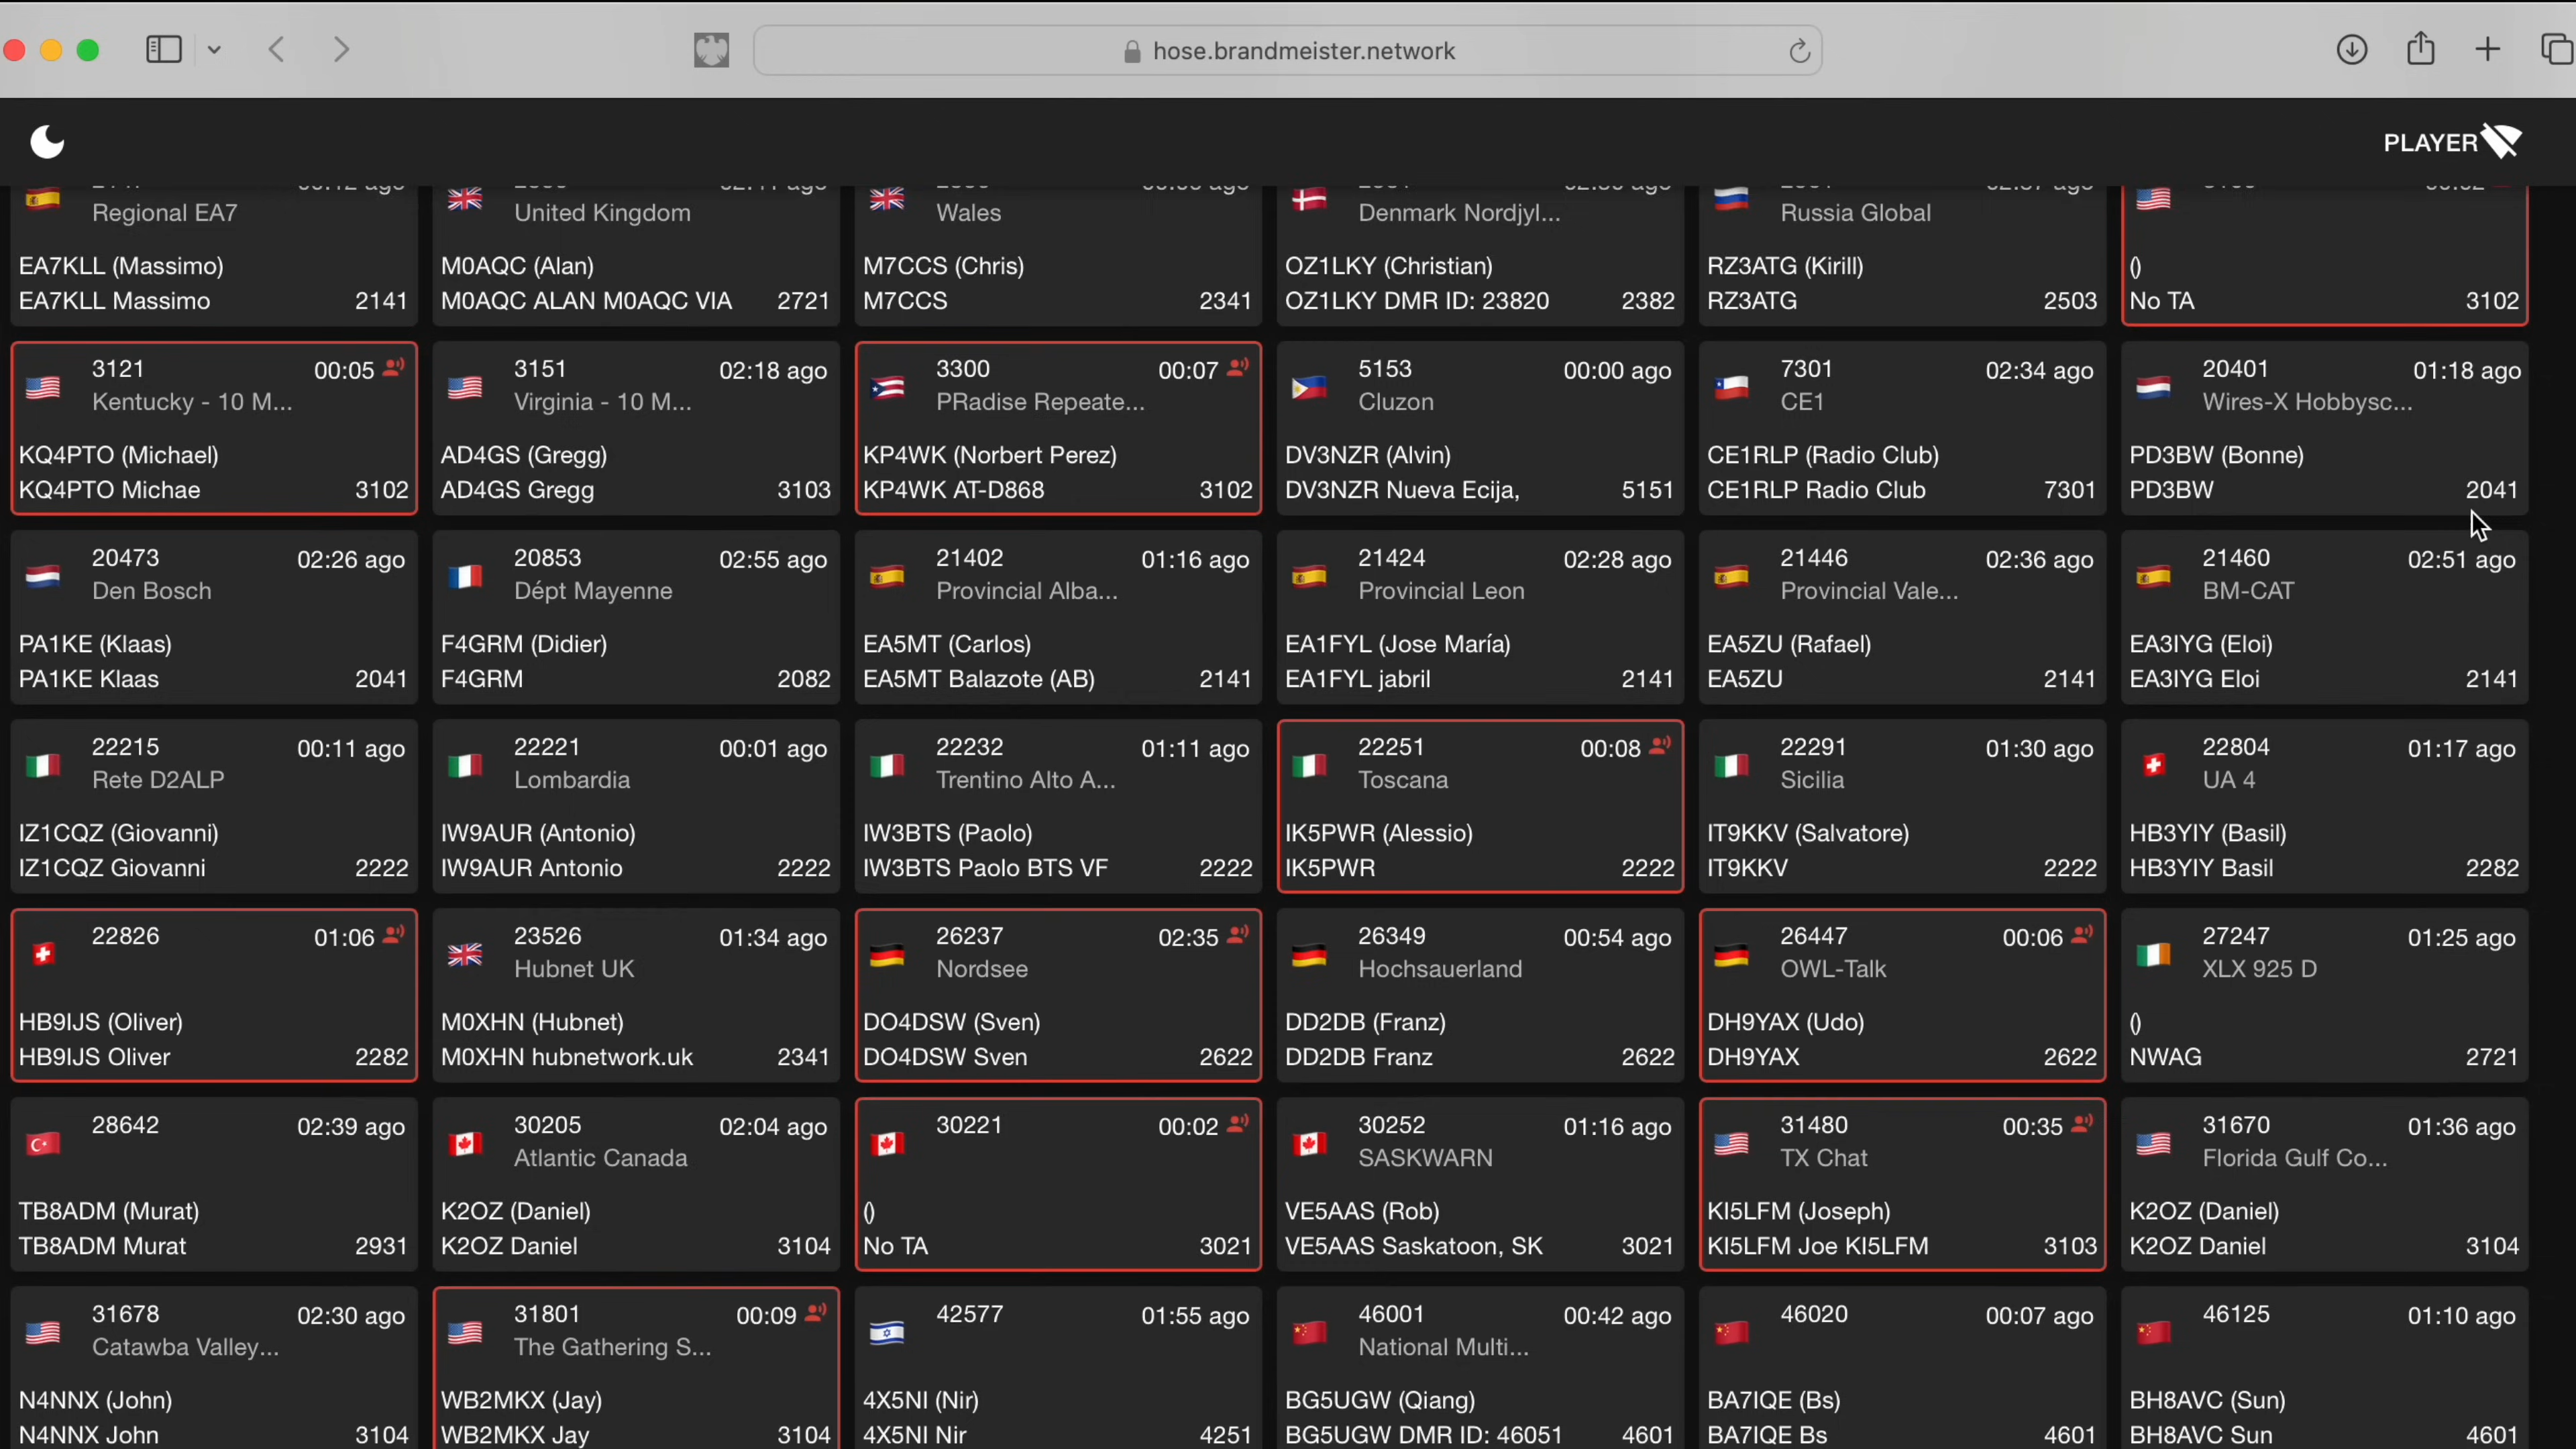 hose.brandmeister.network
PLAYER
Regional EA7
EA7KLL (Massimo)
EA7KLL Massimo 2141
United Kingdom
M0AQC (Alan)
M0AQC ALAN M0AQC VIA 2721
Wales
M7CCS (Chris)
M7CCS 2341
Denmark Nordjyl...
OZ1LKY (Christian)
OZ1LKY DMR ID: 23820 2382
Russia Global
RZ3ATG (Kirill)
RZ3ATG 2503
()
No TA 3102
3121 00:05
Kentucky - 10 M...
KQ4PTO (Michael)
KQ4PTO Michae 3102
3151 02:18 ago
Virginia - 10 M...
AD4GS (Gregg)
AD4GS Gregg 3103
3300 00:07
PRadise Repeate...
KP4WK (Norbert Perez)
KP4WK AT-D868 3102
5153 00:00 ago
Cluzon
DV3NZR (Alvin)
DV3NZR Nueva Ecija, 5151
7301 02:34 ago
CE1
CE1RLP (Radio Club)
CE1RLP Radio Club 7301
20401 01:18 ago
Wires-X Hobbysc...
PD3BW (Bonne)
PD3BW 2041
20473 02:26 ago
Den Bosch
PA1KE (Klaas)
PA1KE Klaas 2041
20853 02:55 ago
Dépt Mayenne
F4GRM (Didier)
F4GRM 2082
21402 01:16 ago
Provincial Alba...
EA5MT (Carlos)
EA5MT Balazote (AB) 2141
21424 02:28 ago
Provincial Leon
EA1FYL (Jose María)
EA1FYL jabril 2141
21446 02:36 ago
Provincial Vale...
EA5ZU (Rafael)
EA5ZU 2141
21460 02:51 ago
BM-CAT
EA3IYG (Eloi)
EA3IYG Eloi 2141
22215 00:11 ago
Rete D2ALP
IZ1CQZ (Giovanni)
IZ1CQZ Giovanni 2222
22221 00:01 ago
Lombardia
IW9AUR (Antonio)
IW9AUR Antonio 2222
22232 01:11 ago
Trentino Alto A...
IW3BTS (Paolo)
IW3BTS Paolo BTS VF 2222
22251 00:08
Toscana
IK5PWR (Alessio)
IK5PWR 2222
22291 01:30 ago
Sicilia
IT9KKV (Salvatore)
IT9KKV 2222
22804 01:17 ago
UA 4
HB3YIY (Basil)
HB3YIY Basil 2282
22826 01:06
HB9IJS (Oliver)
HB9IJS Oliver 2282
23526 01:34 ago
Hubnet UK
M0XHN (Hubnet)
M0XHN hubnetwork.uk 2341
26237 02:35
Nordsee
DO4DSW (Sven)
DO4DSW Sven 2622
26349 00:54 ago
Hochsauerland
DD2DB (Franz)
DD2DB Franz 2622
26447 00:06
OWL-Talk
DH9YAX (Udo)
DH9YAX 2622
27247 01:25 ago
XLX 925 D
()
NWAG 2721
28642 02:39 ago
TB8ADM (Murat)
TB8ADM Murat 2931
30205 02:04 ago
Atlantic Canada
K2OZ (Daniel)
K2OZ Daniel 3104
30221 00:02
()
No TA 3021
30252 01:16 ago
SASKWARN
VE5AAS (Rob)
VE5AAS Saskatoon, SK 3021
31480 00:35
TX Chat
KI5LFM (Joseph)
KI5LFM Joe KI5LFM 3103
31670 01:36 ago
Florida Gulf Co...
K2OZ (Daniel)
K2OZ Daniel 3104
31678 02:30 ago
Catawba Valley...
N4NNX (John)
N4NNX John 3104
31801 00:09
The Gathering S...
WB2MKX (Jay)
WB2MKX Jay 3104
42577 01:55 ago
4X5NI (Nir)
4X5NI Nir 4251
46001 00:42 ago
National Multi...
BG5UGW (Qiang)
BG5UGW DMR ID: 46051 4601
46020 00:07 ago
BA7IQE (Bs)
BA7IQE Bs 4601
46125 01:10 ago
BH8AVC (Sun)
BH8AVC Sun 4601